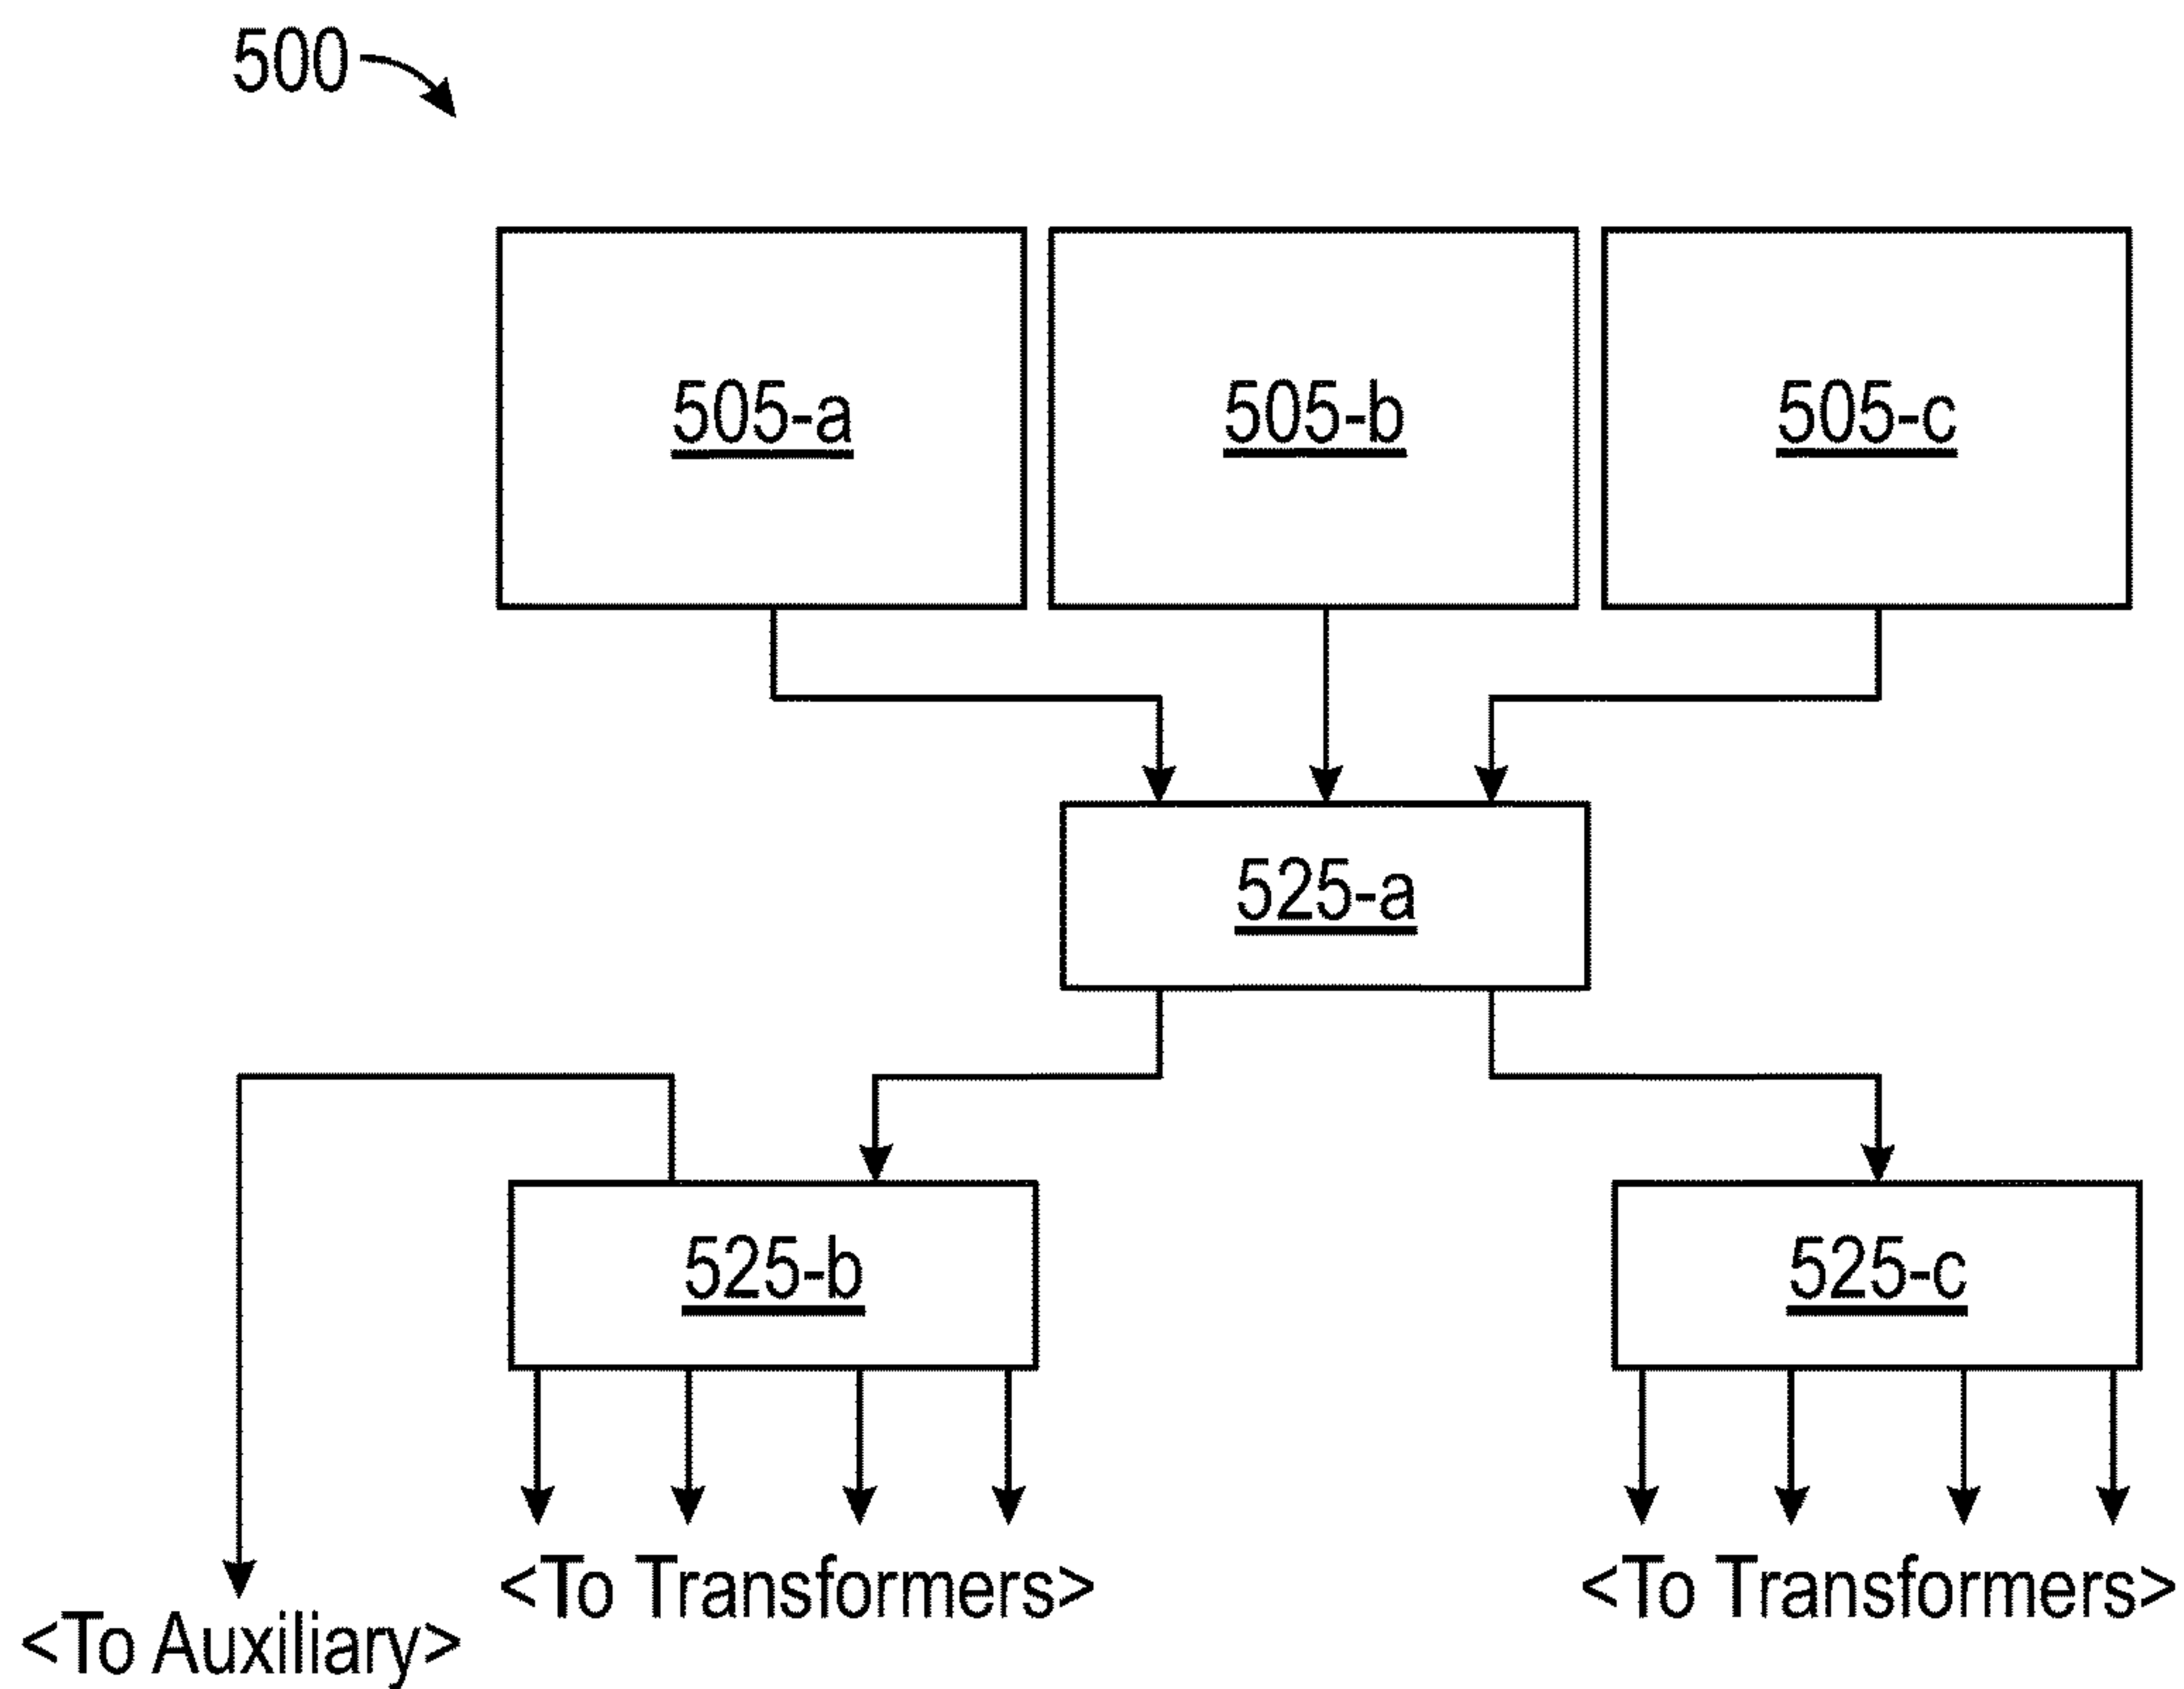 500
505-a
505-b
505-c
525-a
525-b
525-c
<To Transformers>
<To Transformers>
<To Auxiliary>